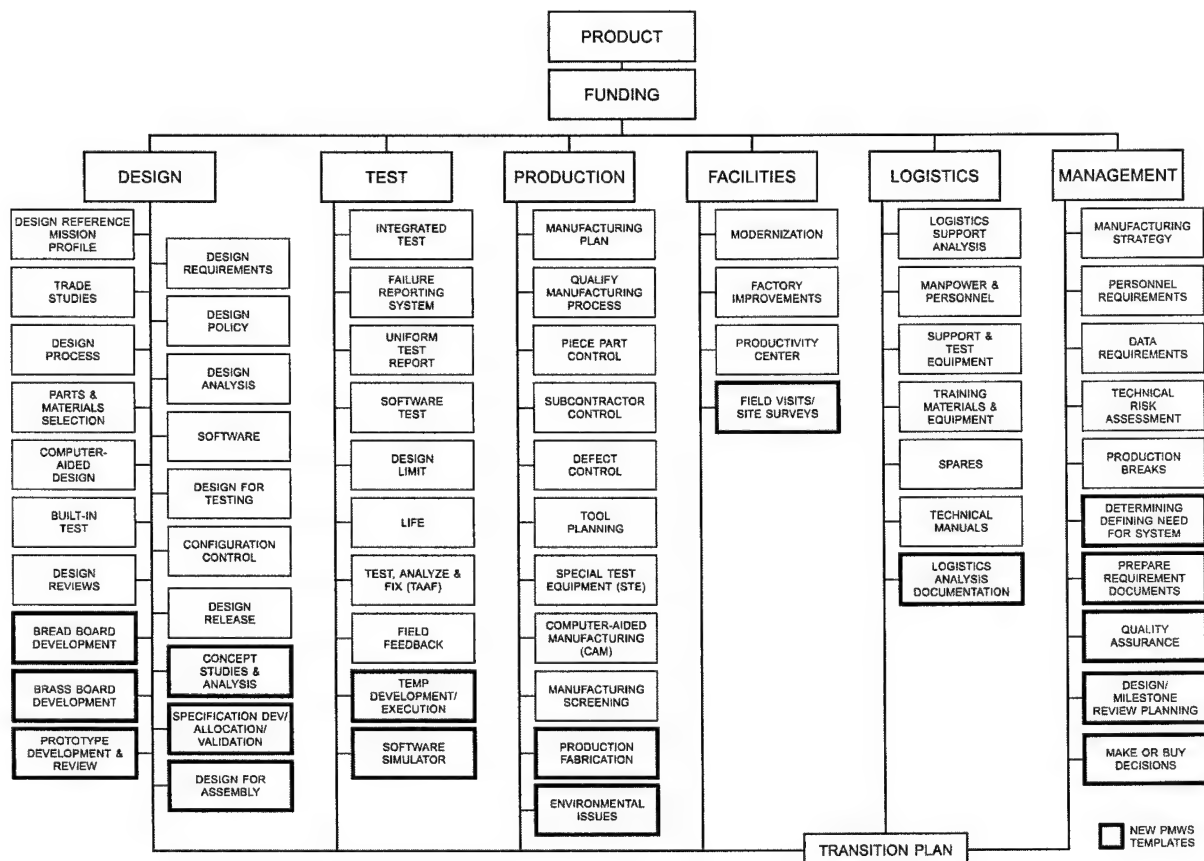 PRODUCT
FUNDING
DESIGN
TEST
PRODUCTION
FACILITIES
LOGISTICS
MANAGEMENT
DESIGN REFERENCE
MISSION
PROFILE
TRADE
STUDIES
DESIGN
PROCESS
PARTS &
MATERIALS
SELECTION
COMPUTER-
AIDED
DESIGN
BUILT-IN
TEST
DESIGN
REVIEWS
BREAD BOARD
DEVELOPMENT
BRASS BOARD
DEVELOPMENT
PROTOTYPE
DEVELOPMENT &
REVIEW
DESIGN
REQUIREMENTS
DESIGN
POLICY
DESIGN
ANALYSIS
SOFTWARE
DESIGN FOR
TESTING
CONFIGURATION
CONTROL
DESIGN
RELEASE
CONCEPT
STUDIES &
ANALYSIS
SPECIFICATION DEV/
ALLOCATION/
VALIDATION
DESIGN FOR
ASSEMBLY
INTEGRATED
TEST
FAILURE
REPORTING
SYSTEM
UNIFORM
TEST
REPORT
SOFTWARE
TEST
DESIGN
LIMIT
LIFE
TEST, ANALYZE &
FIX (TAAF)
FIELD
FEEDBACK
TEMP
DEVELOPMENT/
EXECUTION
SOFTWARE
SIMULATOR
MANUFACTURING
PLAN
QUALIFY
MANUFACTURING
PROCESS
PIECE PART
CONTROL
SUBCONTRACTOR
CONTROL
DEFECT
CONTROL
TOOL
PLANNING
SPECIAL TEST
EQUIPMENT (STE)
COMPUTER-AIDED
MANUFACTURING
(CAM)
MANUFACTURING
SCREENING
PRODUCTION
FABRICATION
ENVIRONMENTAL
ISSUES
MODERNIZATION
FACTORY
IMPROVEMENTS
PRODUCTIVITY
CENTER
FIELD VISITS/
SITE SURVEYS
LOGISTICS
SUPPORT
ANALYSIS
MANPOWER &
PERSONNEL
SUPPORT &
TEST
EQUIPMENT
TRAINING
MATERIALS &
EQUIPMENT
SPARES
TECHNICAL
MANUALS
LOGISTICS
ANALYSIS
DOCUMENTATION
MANUFACTURING
STRATEGY
PERSONNEL
REQUIREMENTS
DATA
REQUIREMENTS
TECHNICAL
RISK
ASSESSMENT
PRODUCTION
BREAKS
DETERMINING
DEFINING NEED
FOR SYSTEM
PREPARE
REQUIREMENT
DOCUMENTS
QUALITY
ASSURANCE
DESIGN/
MILESTONE
REVIEW PLANNING
MAKE OR BUY
DECISIONS
TRANSITION PLAN
NEW PMWS
TEMPLATES